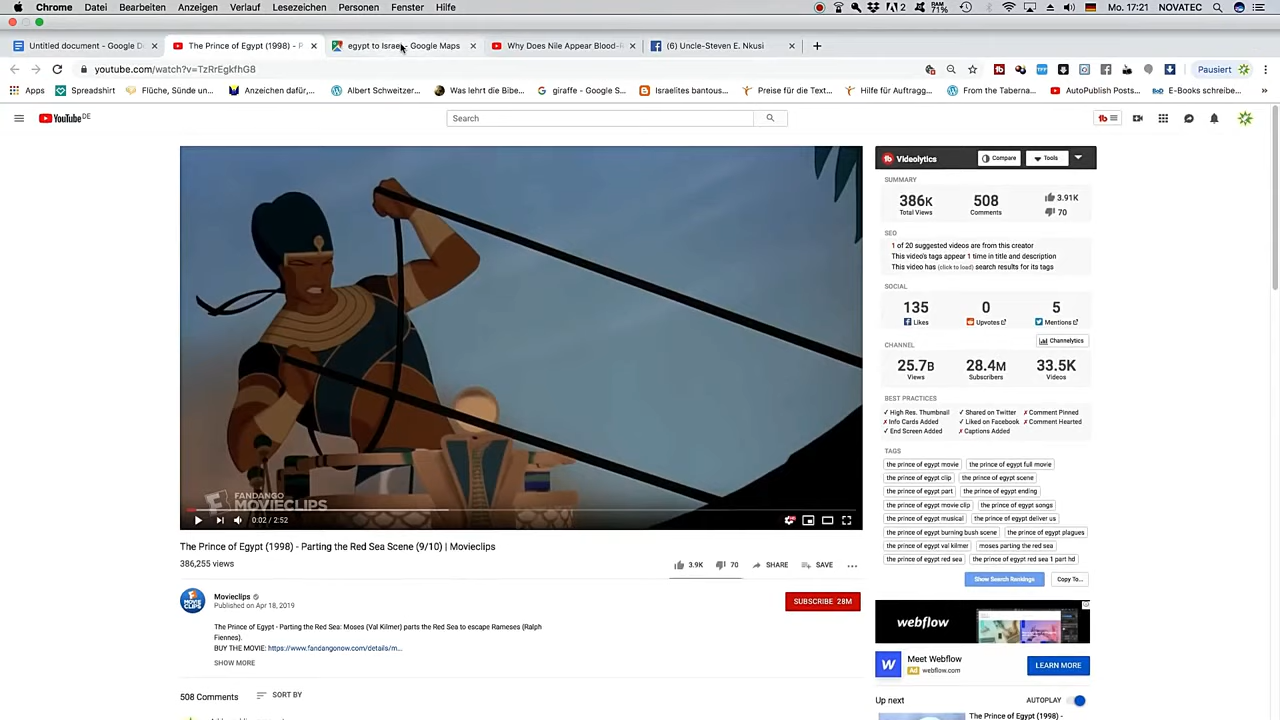 Chrome Datei Bearbeiten Anzeigen Verlauf Lesezeichen Personen Fenster Hilfe 2 RAM 71% Mo. 17:21 NOVATEC
Untitled document - Google D
The Prince of Egypt (1998) - P
egypt to Israel - Google Maps
Why Does Nile Appear Blood-R
(6) Uncle-Steven E. Nkusi
youtube.com/watch?v=TzRrEgkfhG8
Pausiert
Apps Spreadshirt Flüche, Sünde un... Anzeichen dafür,... Albert Schweitzer... Was lehrt die Bibe... giraffe - Google S... Israelites bantous... Preise für die Text... Hilfe für Auftragg... From the Taberna... AutoPublish Posts... E-Books schreibe... »
YouTube DE
Search
Videolytics Compare Tools
SUMMARY
386K 508 3.91K
Total Views Comments 70
SEO
1 of 20 suggested videos are from this creator
This video's tags appear 1 time in title and description
This video has (click to load) search results for its tags
SOCIAL
135 0 5
Likes Upvotes Mentions
CHANNEL Channelytics
25.7B 28.4M 33.5K
Views Subscribers Videos
BEST PRACTICES
✓ High Res. Thumbnail ✓ Shared on Twitter ✗ Comment Pinned
✗ Info Cards Added ✓ Liked on Facebook ✗ Comment Hearted
✓ End Screen Added ✗ Captions Added
TAGS
the prince of egypt movie the prince of egypt full movie
the prince of egypt clip the prince of egypt scene
the prince of egypt part the prince of egypt ending
the prince of egypt movie clip the prince of egypt songs
the prince of egypt musical the prince of egypt deliver us
the prince of egypt burning bush scene the prince of egypt plagues
the prince of egypt val kilmer moses parting the red sea
the prince of egypt red sea the prince of egypt red sea 1 part hd
Show Search Rankings Copy To...
FANDANGO
MOVIECLIPS
0:02 / 2:52
The Prince of Egypt (1998) - Parting the Red Sea Scene (9/10) | Movieclips
386,255 views
3.9K 70 SHARE SAVE ...
Movieclips
Published on Apr 18, 2019
SUBSCRIBE 28M
The Prince of Egypt - Parting the Red Sea: Moses (Val Kilmer) parts the Red Sea to escape Rameses (Ralph
Fiennes).
BUY THE MOVIE: https://www.fandangonow.com/details/m...
SHOW MORE
508 Comments SORT BY
webflow
Meet Webflow
Ad webflow.com
LEARN MORE
Up next AUTOPLAY
The Prince of Egypt (1998) -